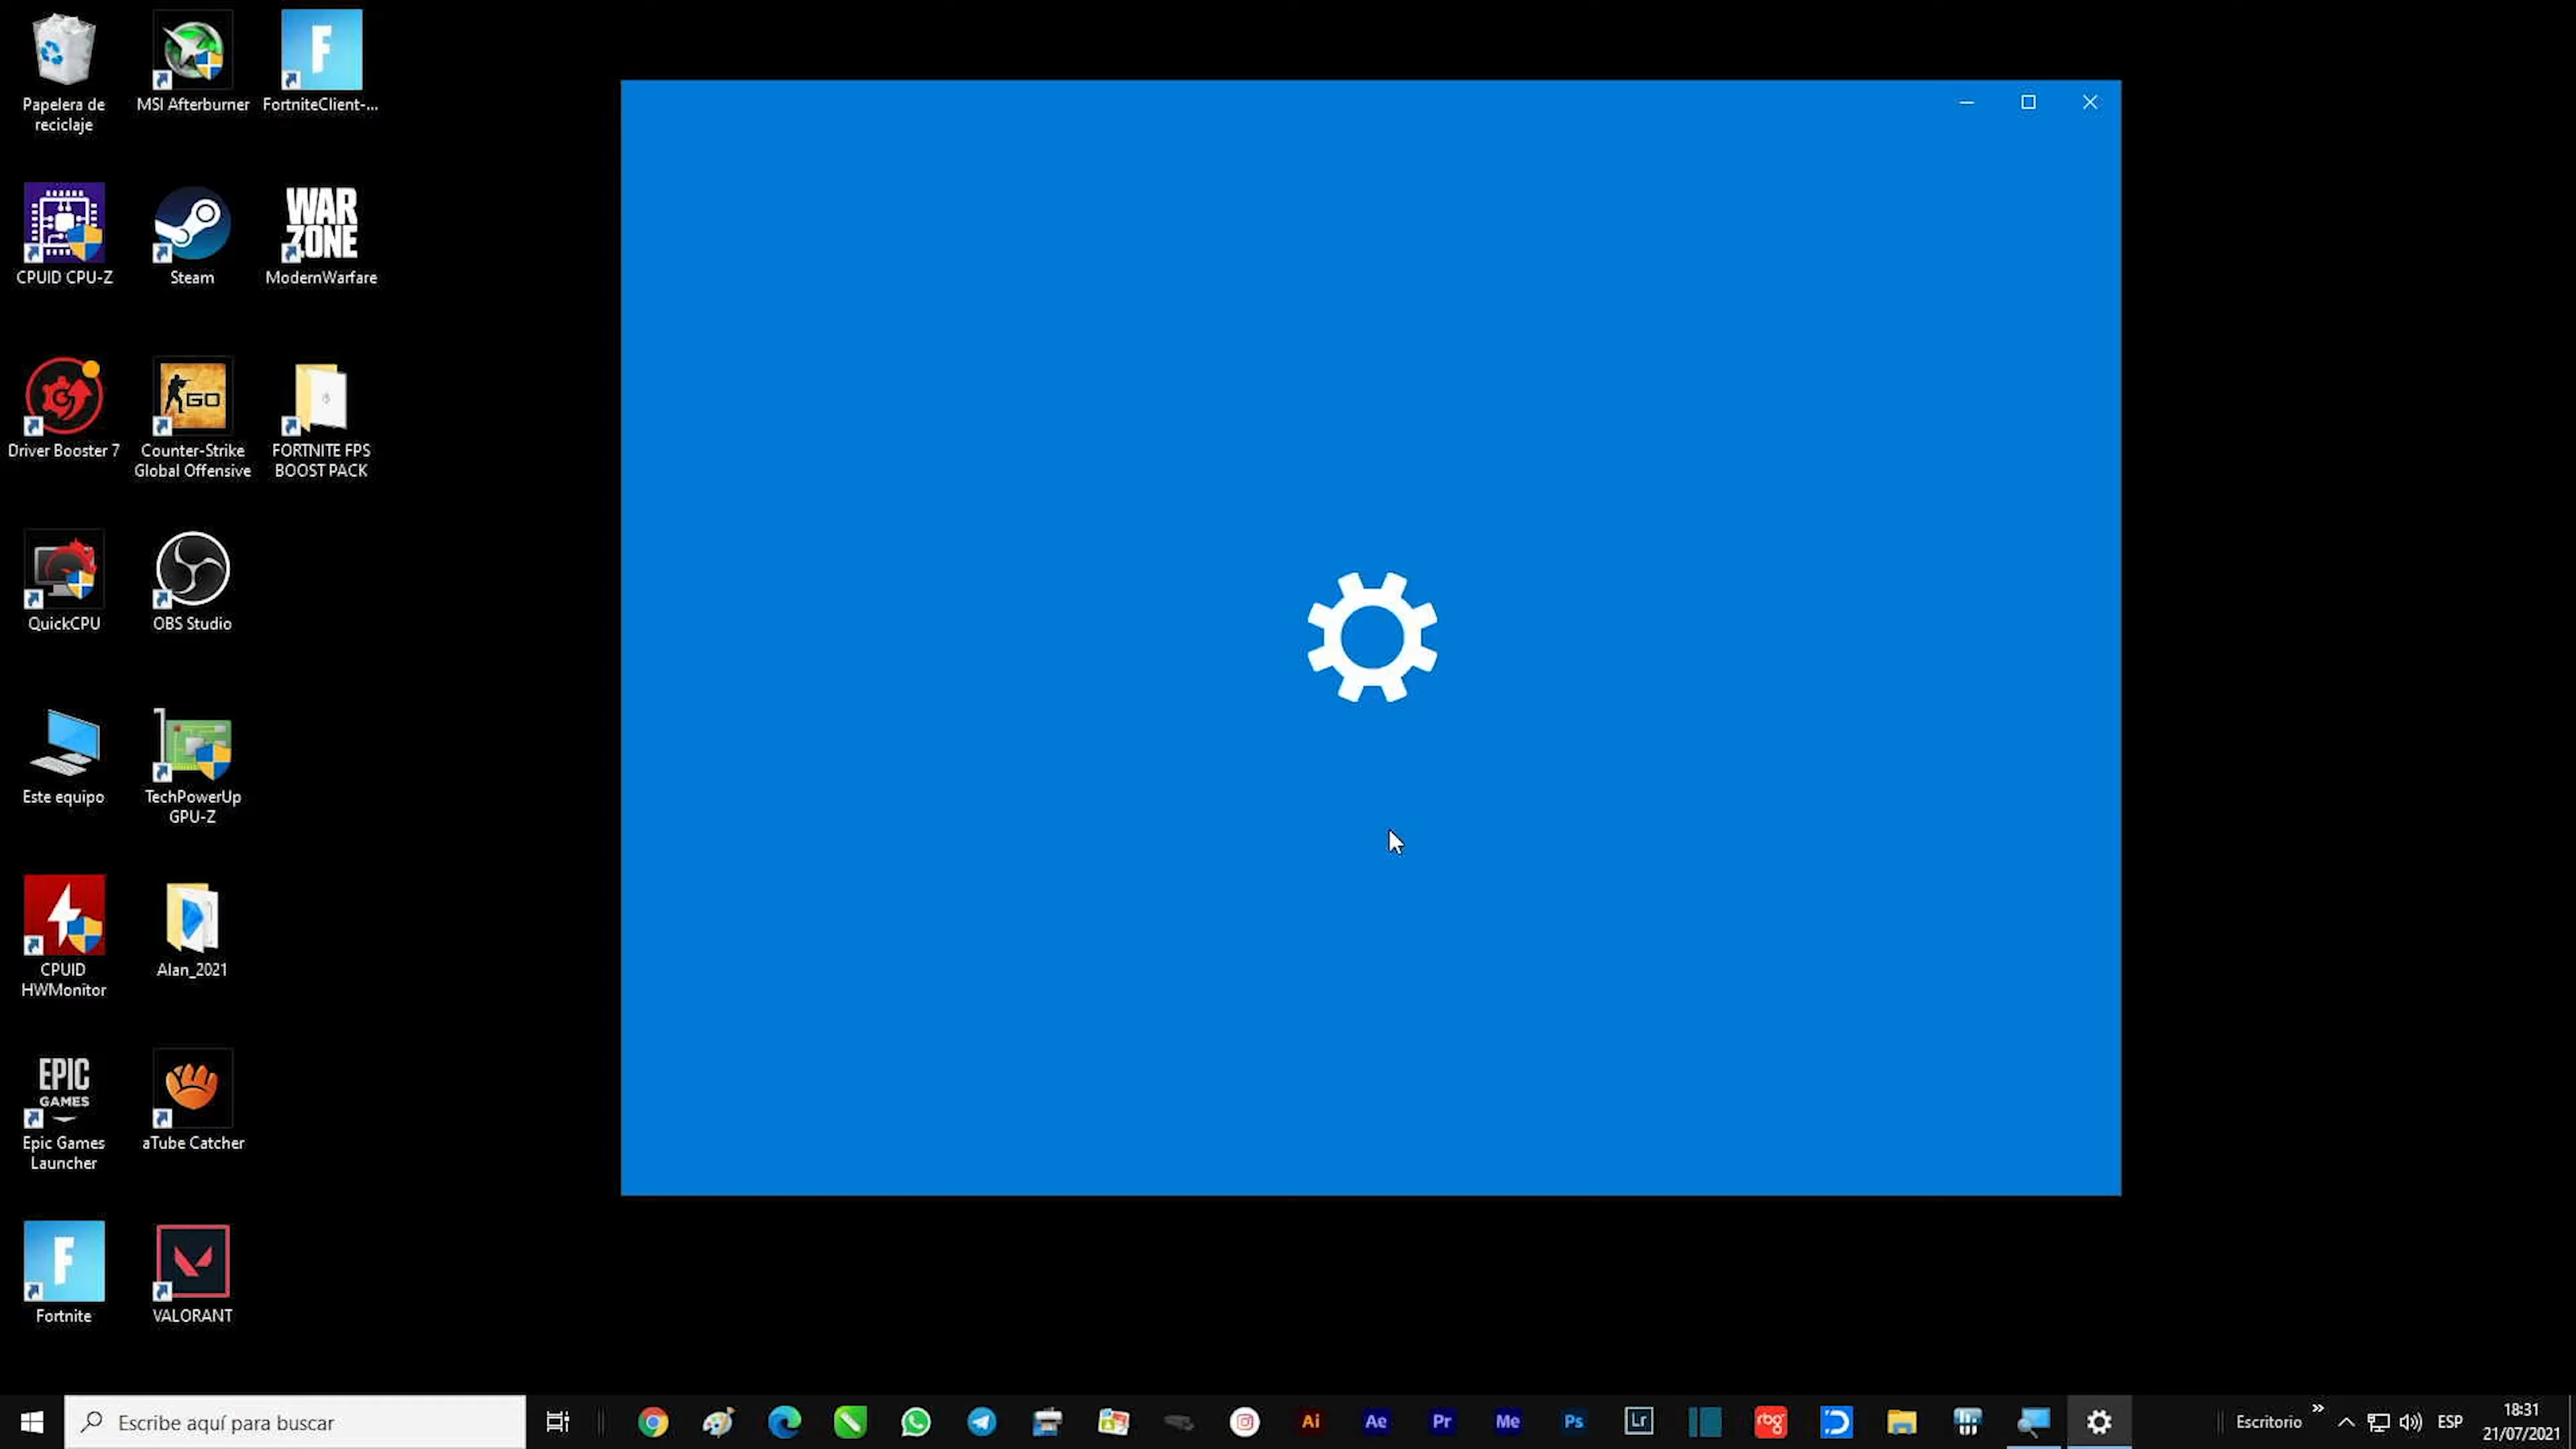 Papelera de
reciclaje
MSI Afterburner
FortniteClient-...
CPUID CPU-Z
Steam
WAR
ZONE
ModernWarfare
Driver Booster 7
GO
Counter-Strike
Global Offensive
FORTNITE FPS
BOOST PACK
QuickCPU
OBS Studio
Este equipo
TechPowerUp
GPU-Z
CPUID
HWMonitor
Alan_2021
EPIC
GAMES
Epic Games
Launcher
aTube Catcher
F
F
Fortnite
VALORANT
Escribe aquí para buscar
Ai
Ae
Pr
Me
Ps
Lr
rbg
Escritorio
ESP
18:31
21/07/2021